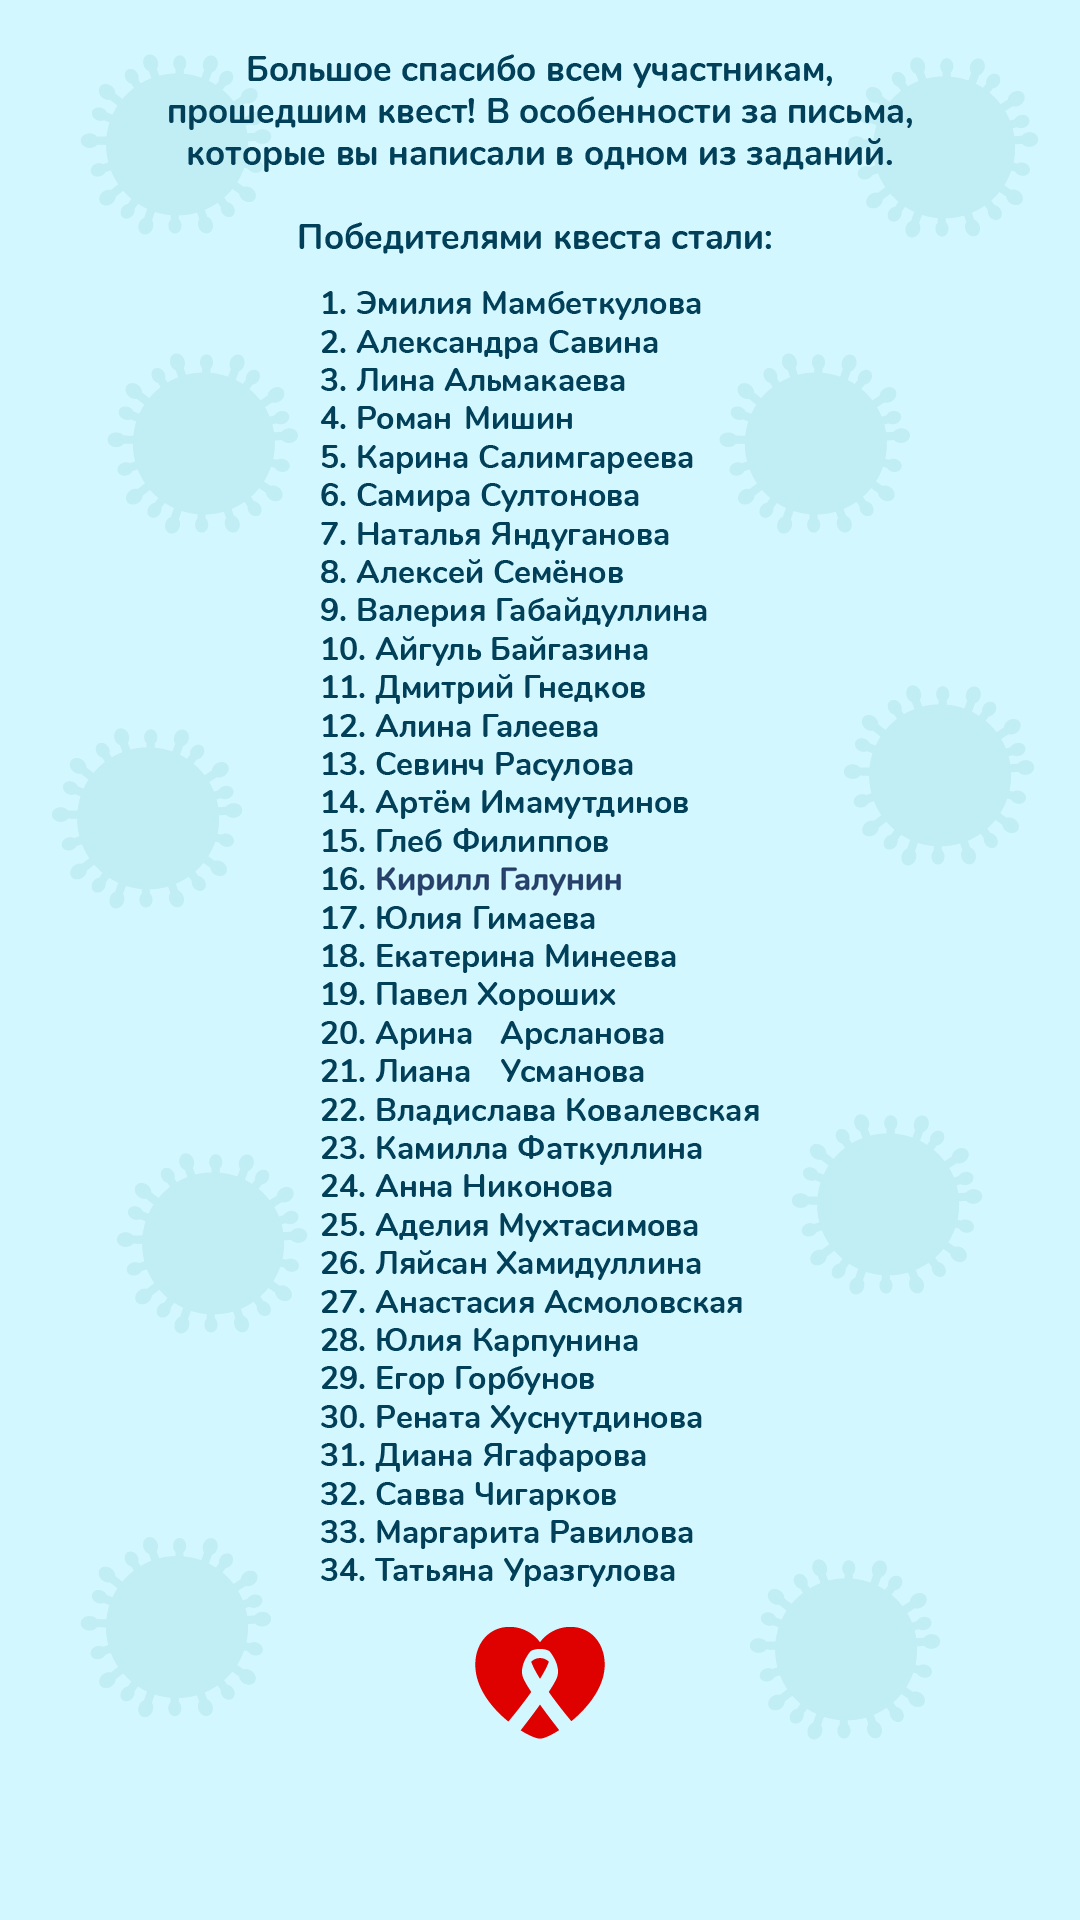 Большое спасибо всем участникам,
прошедшим квест! В особенности за письма,
которые вы написали в одном из заданий.
Победителями квеста стали:
1. Эмилия Мамбеткулова
2. Александра Савина
3. Лина Альмакаева
4. Роман Мишин
5. Карина Салимгареева
6. Самира Султонова
7. Наталья Яндуганова
8. Алексей Семёнов
9. Валерия Габайдуллина
10. Айгуль Байгазина
11. Дмитрий Гнедков
12. Алина Галеева
13. Севинч Расулова
14. Артём Имамутдинов
15. Глеб Филиппов
16. Кирилл Галунин
17. Юлия Гимаева
18. Екатерина Минеева
19. Павел Хороших
20. Арина Арсланова
21. Лиана Усманова
22. Владислава Ковалевская
23. Камилла Фаткуллина
24. Анна Никонова
25. Аделия Мухтасимова
26. Ляйсан Хамидуллина
27. Анастасия Асмоловская
28. Юлия Карпунина
29. Егор Горбунов
30. Рената Хуснутдинова
31. Диана Ягафарова
32. Савва Чигарков
33. Маргарита Равилова
34. Татьяна Уразгулова